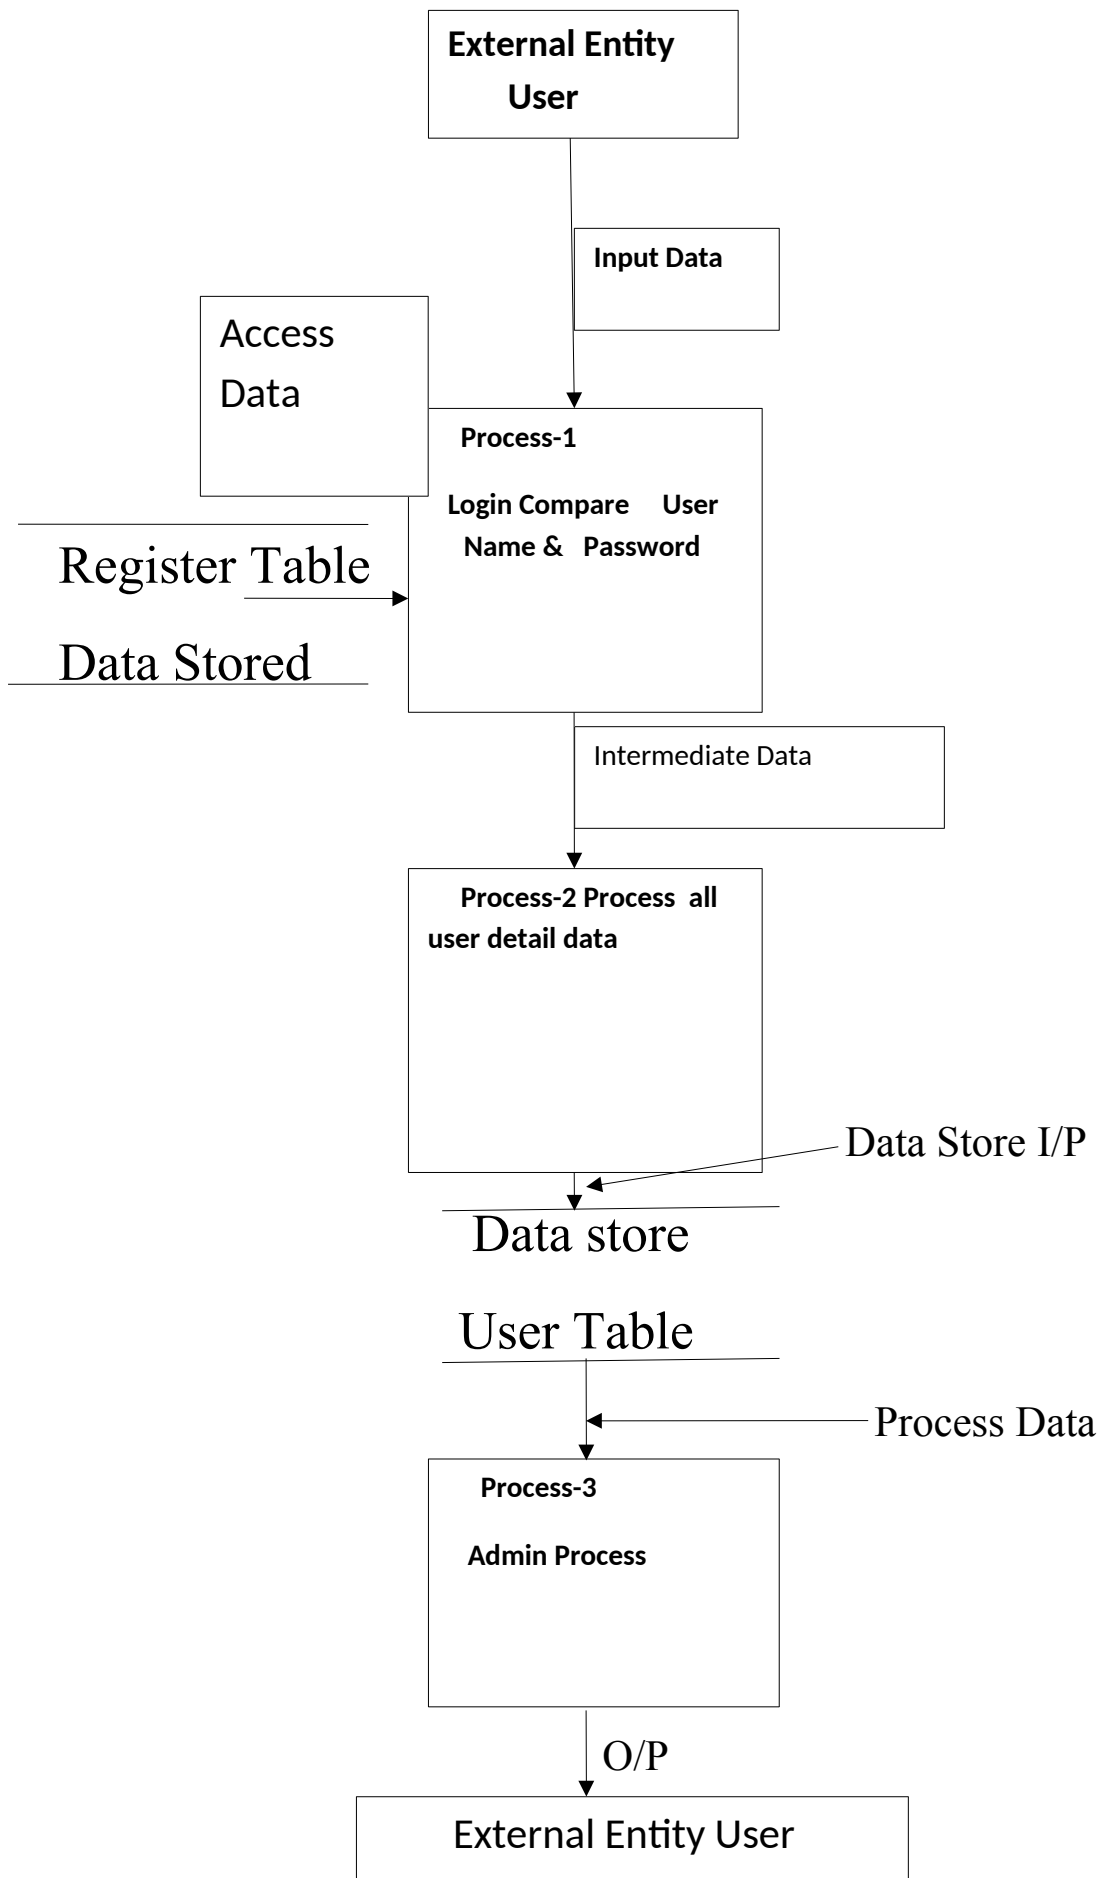 External Entity
User
Input Data
Access
Data
Process-1
Login Compare User
Name & Password
Register Table
Data Stored
Intermediate Data
Process-2 Process all
user detail data
Data Store I/P
Data store
User Table
Process Data
Process-3
Admin Process
O/P
External Entity User